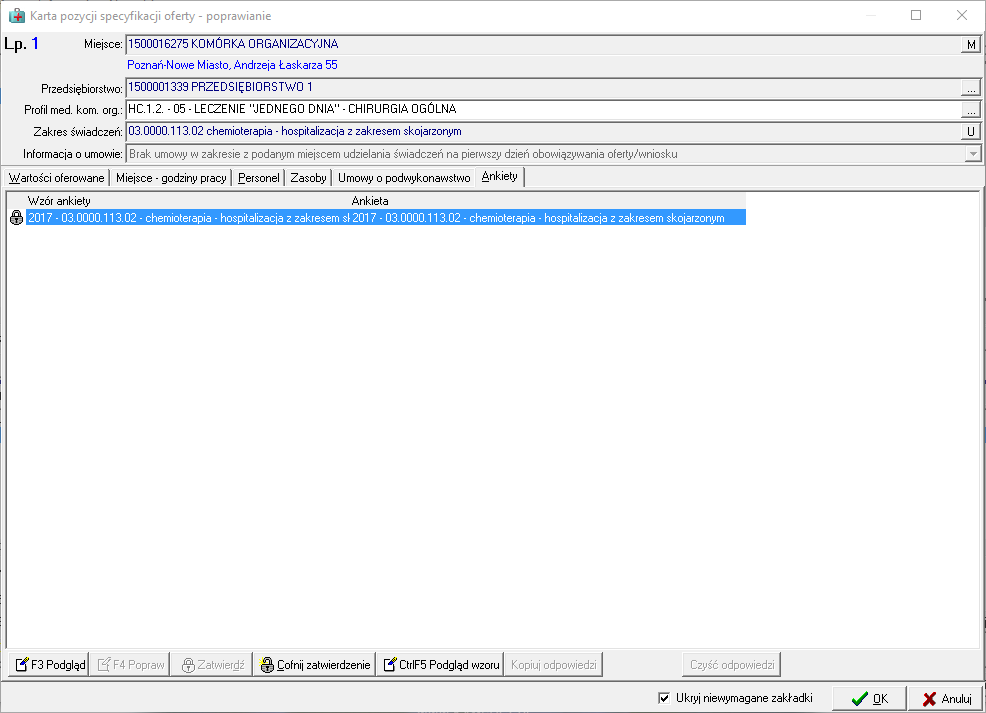 Karta pozycji specyfikacji oferty - poprawianie
Lp. 1
Miejsce: 1500016275 KOMÓRKA ORGANIZACYJNA M
Poznań-Nowe Miasto, Andrzeja Łaskarza 55
Przedsiębiorstwo: 1500001339 PRZEDSIĘBIORSTWO 1 ...
Profil med. kom. org.: HC.1.2. - 05 - LECZENIE "JEDNEGO DNIA" - CHIRURGIA OGÓLNA ...
Zakres świadczeń: 03.0000.113.02 chemioterapia - hospitalizacja z zakresem skojarzonym U
Informacja o umowie: Brak umowy w zakresie z podanym miejscem udzielania świadczeń na pierwszy dzień obowiązywania oferty/wniosku
Wartości oferowane Miejsce - godziny pracy Personel Zasoby Umowy o podwykonawstwo Ankiety
Wzór ankiety Ankieta
2017 - 03.0000.113.02 - chemioterapia - hospitalizacja z zakresem sk 2017 - 03.0000.113.02 - chemioterapia - hospitalizacja z zakresem skojarzonym
F3 Podgląd F4 Popraw Zatwierdź Cofnij zatwierdzenie CtrlF5 Podgląd wzoru Kopiuj odpowiedzi Czyść odpowiedzi
Ukryj niewymagane zakładki OK Anuluj